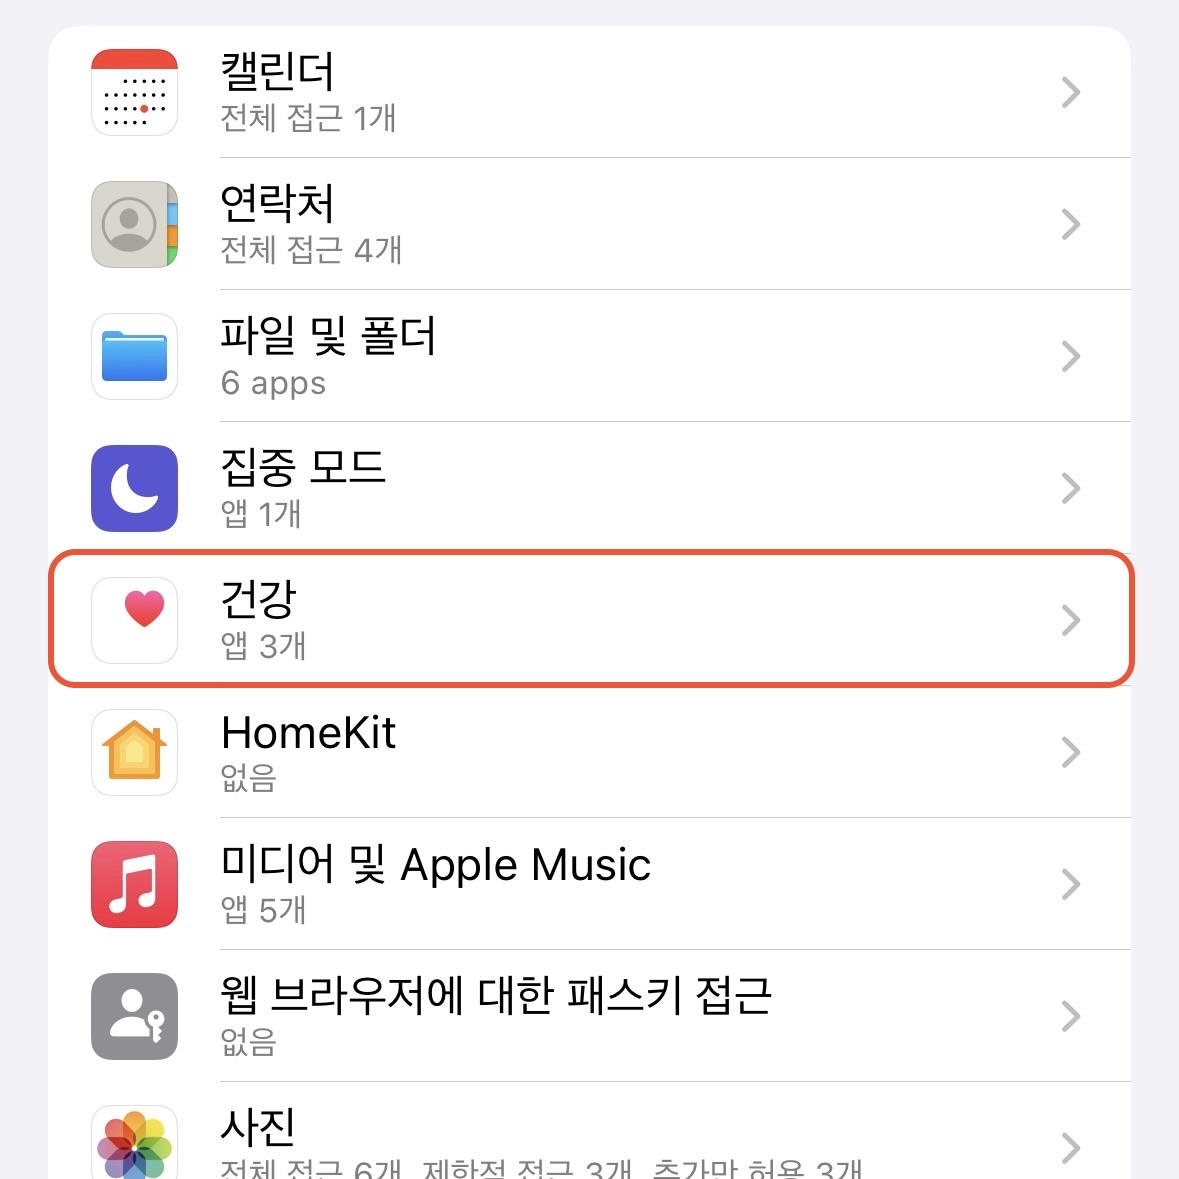 캘린더
전체 접근 1개
연락처
전체 접근 4개
파일 및 폴더
6 apps
집중 모드
앱 1개
건강
앱 3개
HomeKit
없음
미디어 및 Apple Music
앱 5개
웹 브라우저에 대한 패스키 접근
없음
사진
전체 접근 6개, 제한적 접근 3개, 추가만 허용 3개